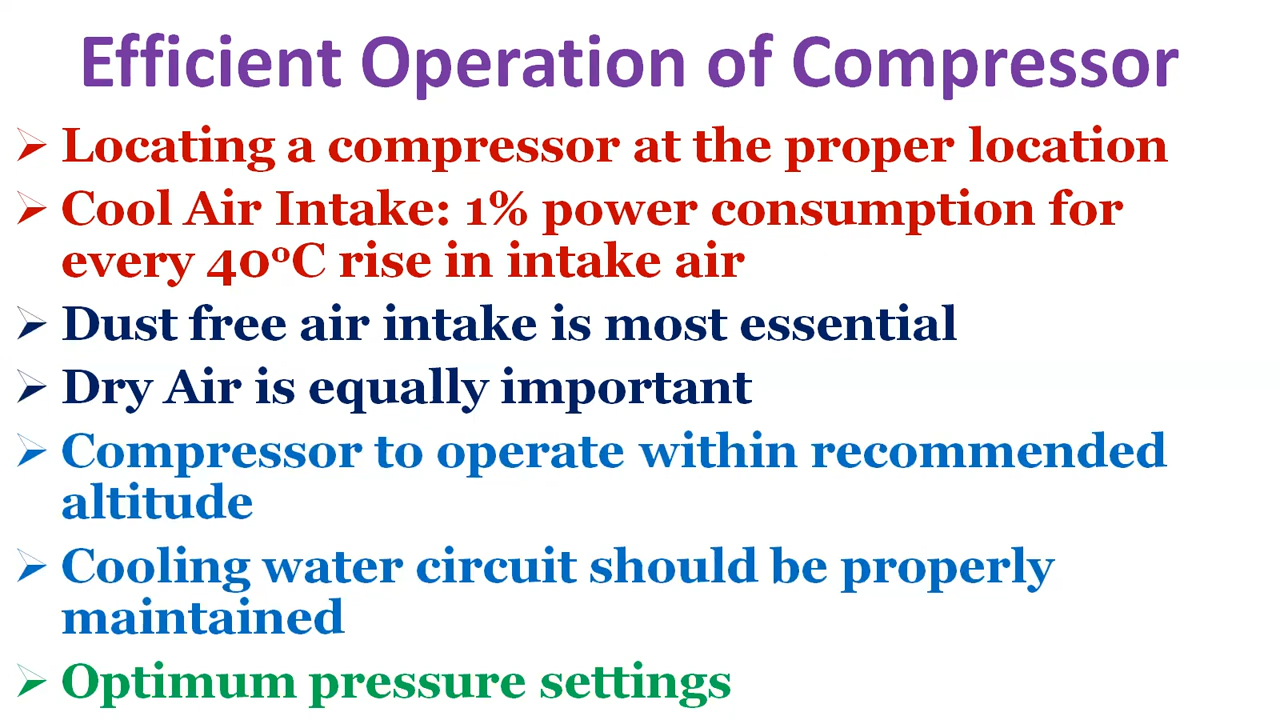 Efficient Operation of Compressor
➢ Locating a compressor at the proper location
➢ Cool Air Intake: 1% power consumption for
every 40ºC rise in intake air
➢ Dust free air intake is most essential
➢ Dry Air is equally important
➢ Compressor to operate within recommended
altitude
➢ Cooling water circuit should be properly
maintained
➢ Optimum pressure settings